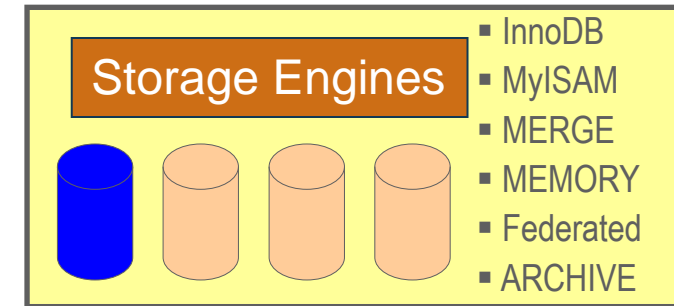 Storage Engines
▪ InnoDB
▪ MyISAM
▪ MERGE
▪ MEMORY
▪ Federated
▪ ARCHIVE